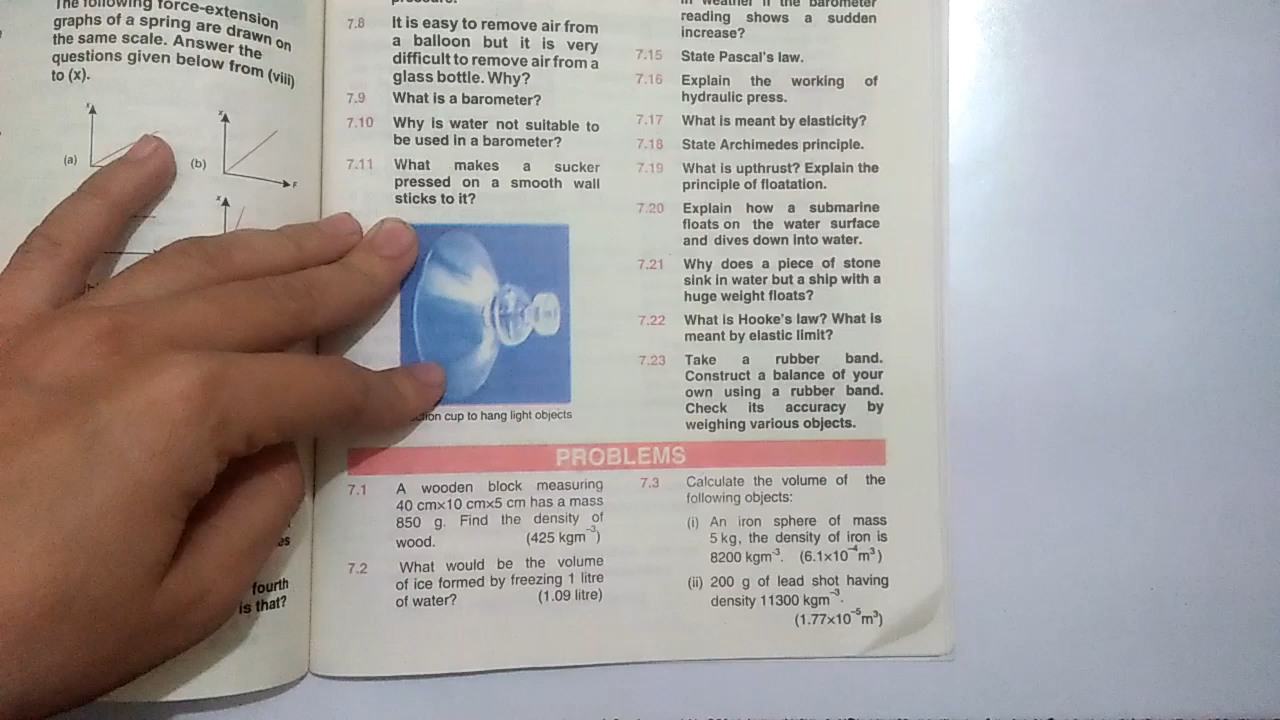 The following force-extension
graphs of a spring are drawn on
the same scale. Answer the
questions given below from (viii)
to (x).
x
(a)
x
(b)
F
x
es
fourth
is that?
7.8 It is easy to remove air from
a balloon but it is very
difficult to remove air from a
glass bottle. Why?
7.9 What is a barometer?
7.10 Why is water not suitable to
be used in a barometer?
7.11 What makes a sucker
pressed on a smooth wall
sticks to it?
cup to hang light objects
in weather if the barometer
reading shows a sudden
increase?
7.15 State Pascal's law.
7.16 Explain the working of
hydraulic press.
7.17 What is meant by elasticity?
7.18 State Archimedes principle.
7.19 What is upthrust? Explain the
principle of floatation.
7.20 Explain how a submarine
floats on the water surface
and dives down into water.
7.21 Why does a piece of stone
sink in water but a ship with a
huge weight floats?
7.22 What is Hooke's law? What is
meant by elastic limit?
7.23 Take a rubber band.
Construct a balance of your
own using a rubber band.
Check its accuracy by
weighing various objects.
PROBLEMS
7.1 A wooden block measuring
40 cm×10 cm×5 cm has a mass
850 g. Find the density of
wood. (425 kgm⁻³)
7.2 What would be the volume
of ice formed by freezing 1 litre
of water? (1.09 litre)
7.3 Calculate the volume of the
following objects:
(i) An iron sphere of mass
5 kg, the density of iron is
8200 kgm⁻³. (6.1×10⁻⁴m³)
(ii) 200 g of lead shot having
density 11300 kgm⁻³.
(1.77×10⁻⁵m³)